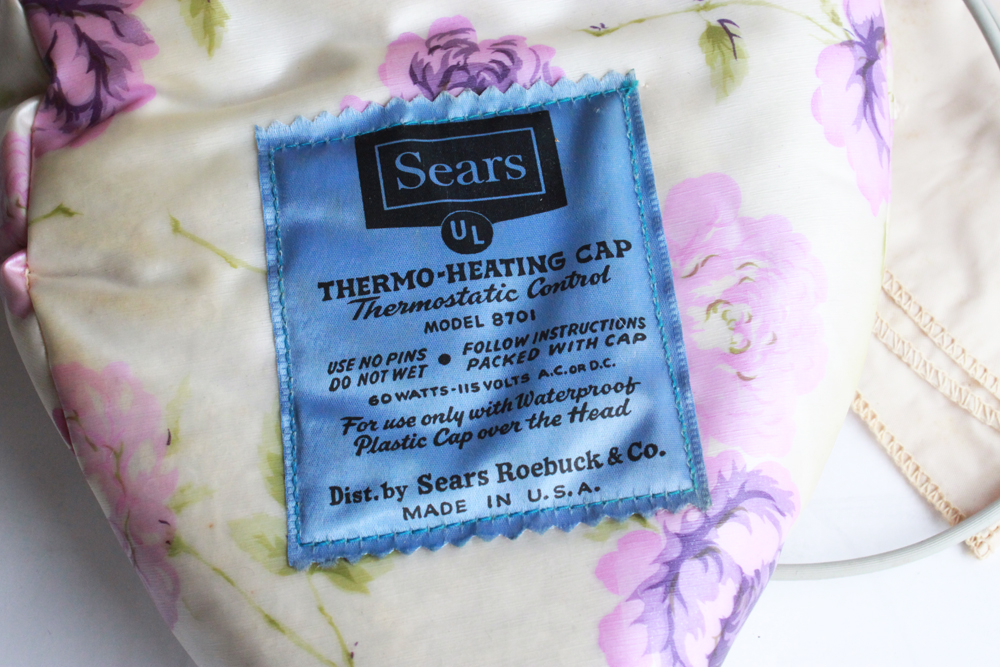 Sears
UL
THERMO-HEATING CAP
Thermostatic Control
MODEL 8701
USE NO PINS • FOLLOW INSTRUCTIONS
DO NOT WET PACKED WITH CAP
60 WATTS-115 VOLTS A.C. OR D.C.
For use only with Waterproof
Plastic Cap over the Head
Dist. by Sears Roebuck & Co.
MADE IN U.S.A.